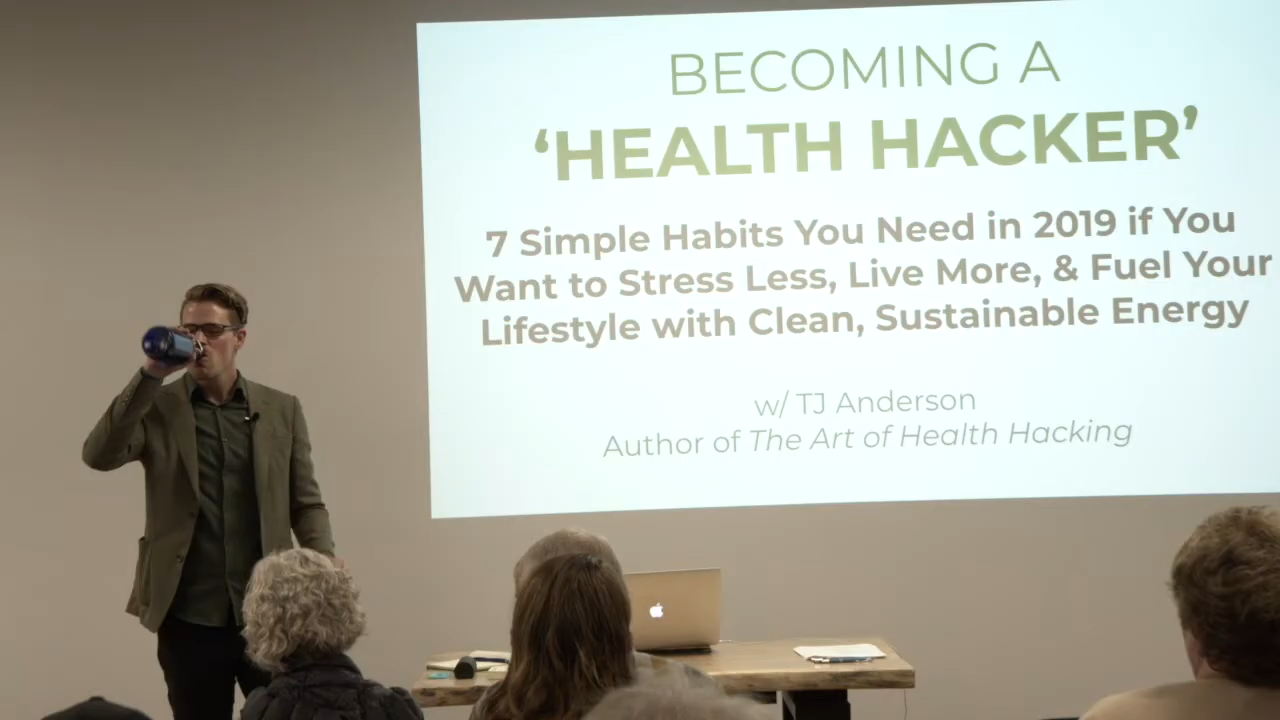 BECOMING A
‘HEALTH HACKER’
7 Simple Habits You Need in 2019 if You
Want to Stress Less, Live More, & Fuel Your
Lifestyle with Clean, Sustainable Energy
w/ TJ Anderson
Author of The Art of Health Hacking